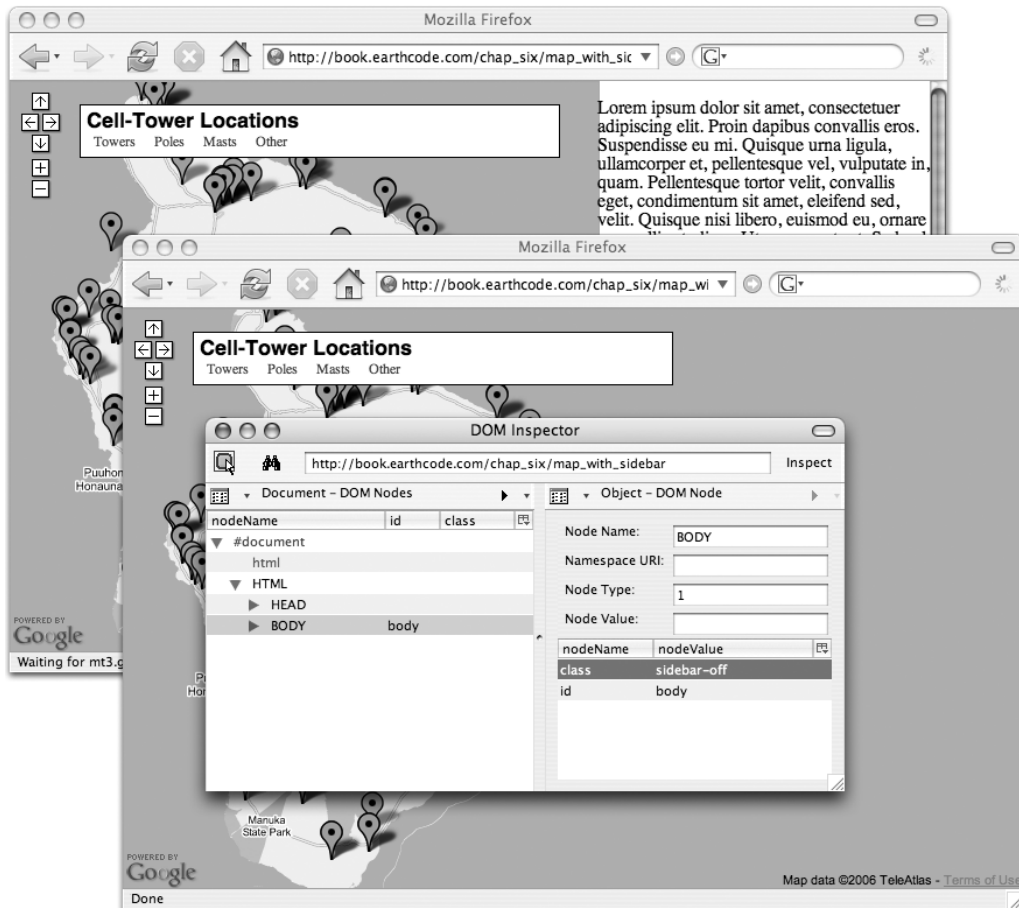 Mozilla Firefox
http://book.earthcode.com/chap_six/map_with_sic
G
Cell-Tower Locations
Towers Poles Masts Other
Lorem ipsum dolor sit amet, consectetuer
adipiscing elit. Proin dapibus convallis eros.
Suspendisse eu mi. Quisque urna ligula,
ullamcorper et, pellentesque vel, vulputate in,
quam. Pellentesque tortor velit, convallis
eget, condimentum sit amet, eleifend sed,
velit. Quisque nisi libero, euismod eu, ornare
Puuhon
Honauna
POWERED BY
Google
Waiting for mt3.g
Mozilla Firefox
http://book.earthcode.com/chap_six/map_wi
G
Cell-Tower Locations
Towers Poles Masts Other
Pu
Hor
DOM Inspector
http://book.earthcode.com/chap_six/map_with_sidebar
Inspect
Document – DOM Nodes
nodeName id class
#document
html
HTML
HEAD
BODY body
Object – DOM Node
Node Name: BODY
Namespace URI:
Node Type: 1
Node Value:
nodeName nodeValue
class sidebar-off
id body
Manuka
State Park
POWERED BY
Google
Map data ©2006 TeleAtlas - Terms of Use
Done